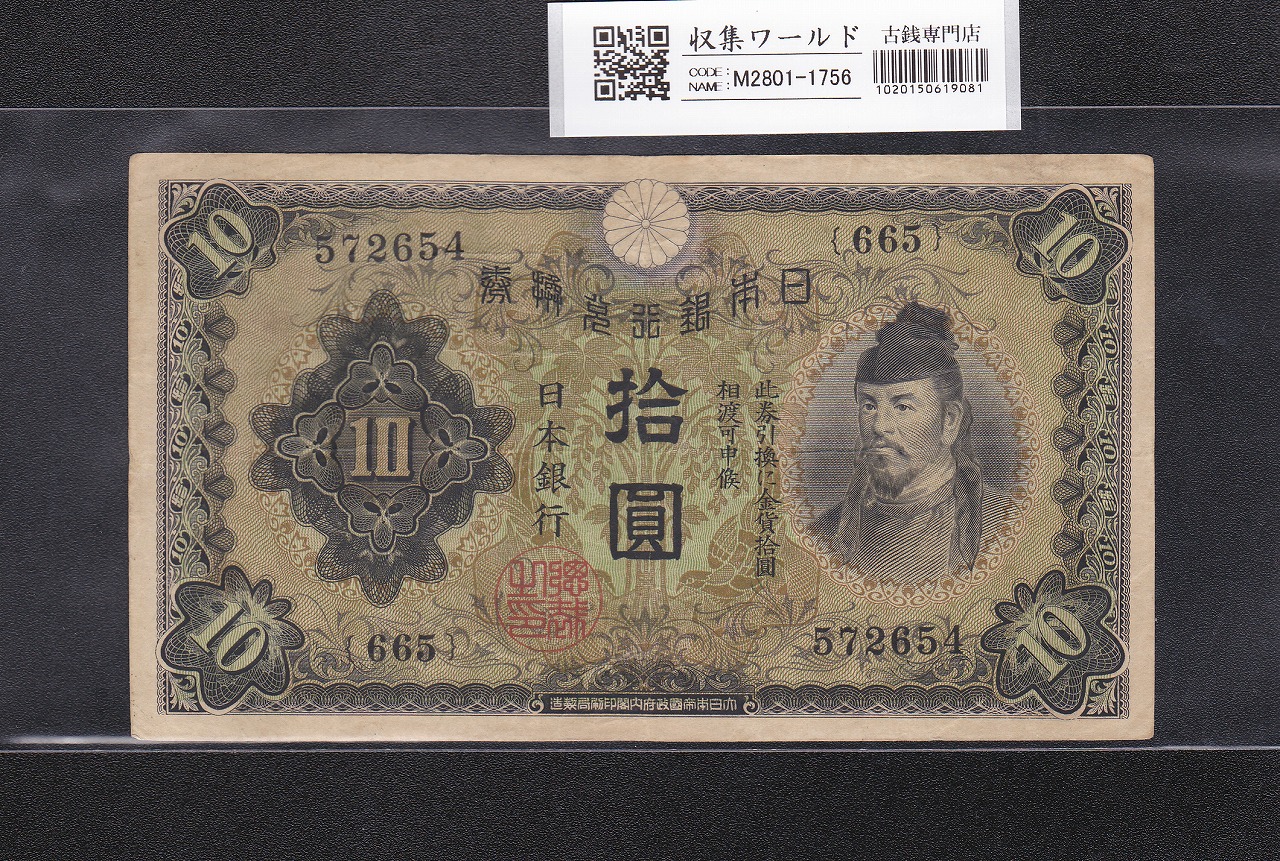 収集ワールド
古銭専門店
CODE:
NAME:
M2801-1756
1020150619081
10
10
572654
{665}
券換兌行銀本日
10
拾圓
日本銀行
此券引換に金貨拾圓
相渡可申候
{665}
572654
10
10
造製局刷印閣内府政國帝本日大